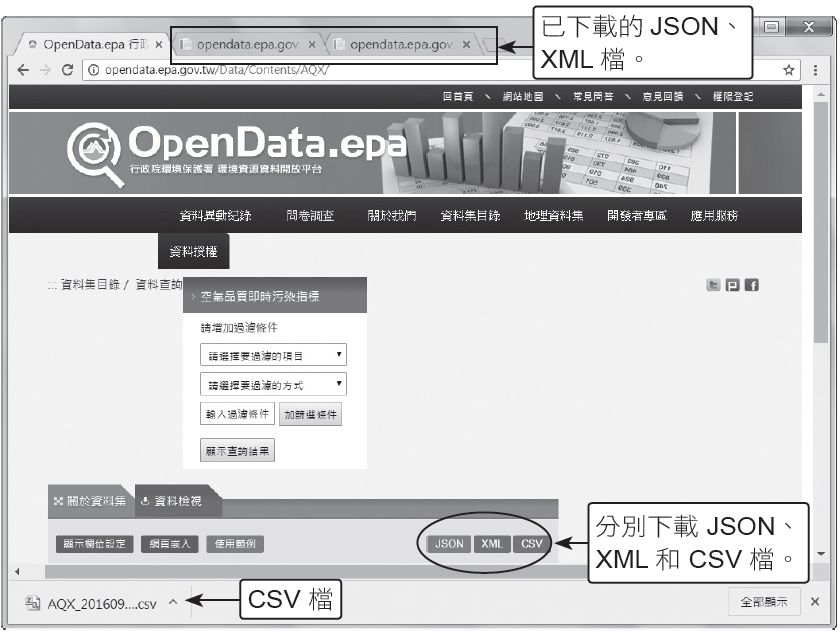 已下載的 JSON、
XML 檔。
OpenData.epa 行政
opendata.epa.gov.
opendata.epa.gov
opendata.epa.gov.tw/Data/Contents/AQX/
回首頁 網站地圖 常見問答 意見回饋 權限登記
OpenData.epa
行政院環境保護署 環境資源資料開放平台
資料異動紀錄 問卷調查 關於我們 資料集目錄 地理資料集 開發者專區 應用服務
資料授權
::: 資料集目錄 / 資料查詢
空氣品質即時污染指標
請增加過濾條件
請選擇要過濾的項目
請選擇要過濾的方式
輸入過濾條件 加篩選條件
顯示查詢結果
關於資料集 資料檢視
顯示欄位設定 網頁嵌入 使用範例 JSON XML CSV
分別下載 JSON、
XML 和 CSV 檔。
AQX_201609....csv
CSV 檔
全部顯示